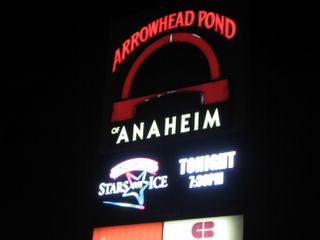 ARROWHEAD POND
OF ANAHEIM
STARS on ICE
TONIGHT
7:30PM